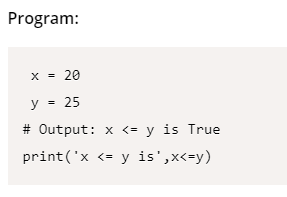 Program:
x = 20
y = 25
# Output: x <= y is True
print('x <= y is',x<=y)